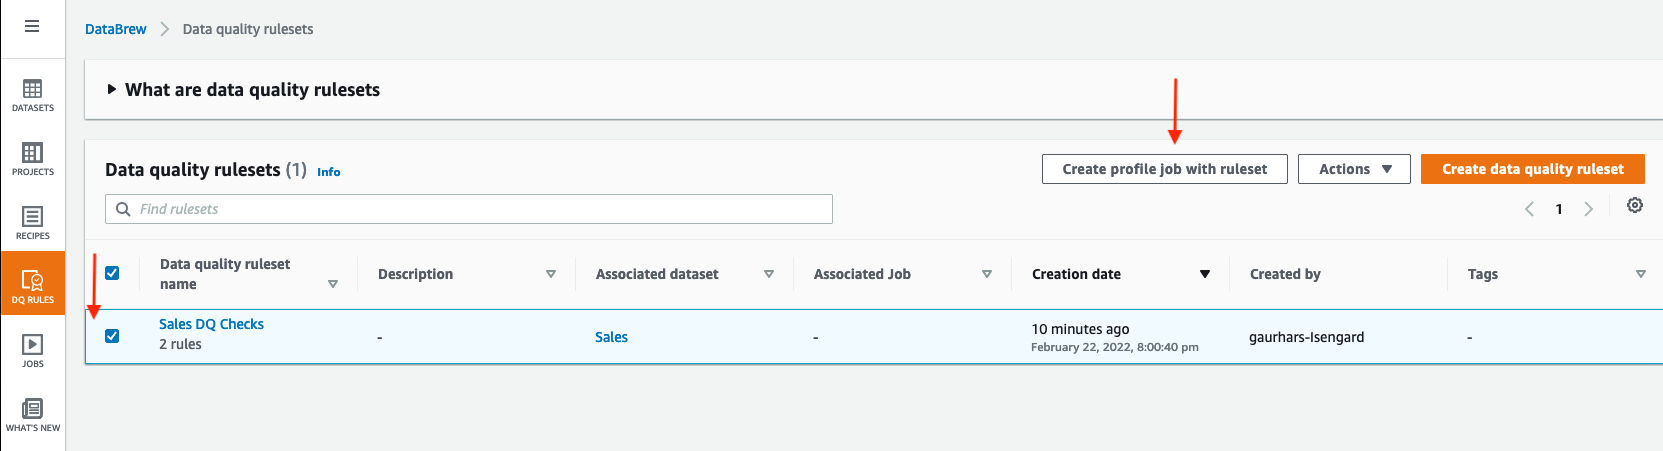 DataBrew > Data quality rulesets
What are data quality rulesets
DATASETS
PROJECTS
RECIPES
DQ RULES
JOBS
WHAT'S NEW
Data quality rulesets (1) Info
Create profile job with ruleset
Actions
Create data quality ruleset
Find rulesets
1
Data quality ruleset
name
Description
Associated dataset
Associated Job
Creation date
Created by
Tags
Sales DQ Checks
2 rules
-
Sales
-
10 minutes ago
February 22, 2022, 8:00:40 pm
gaurhars-Isengard
-